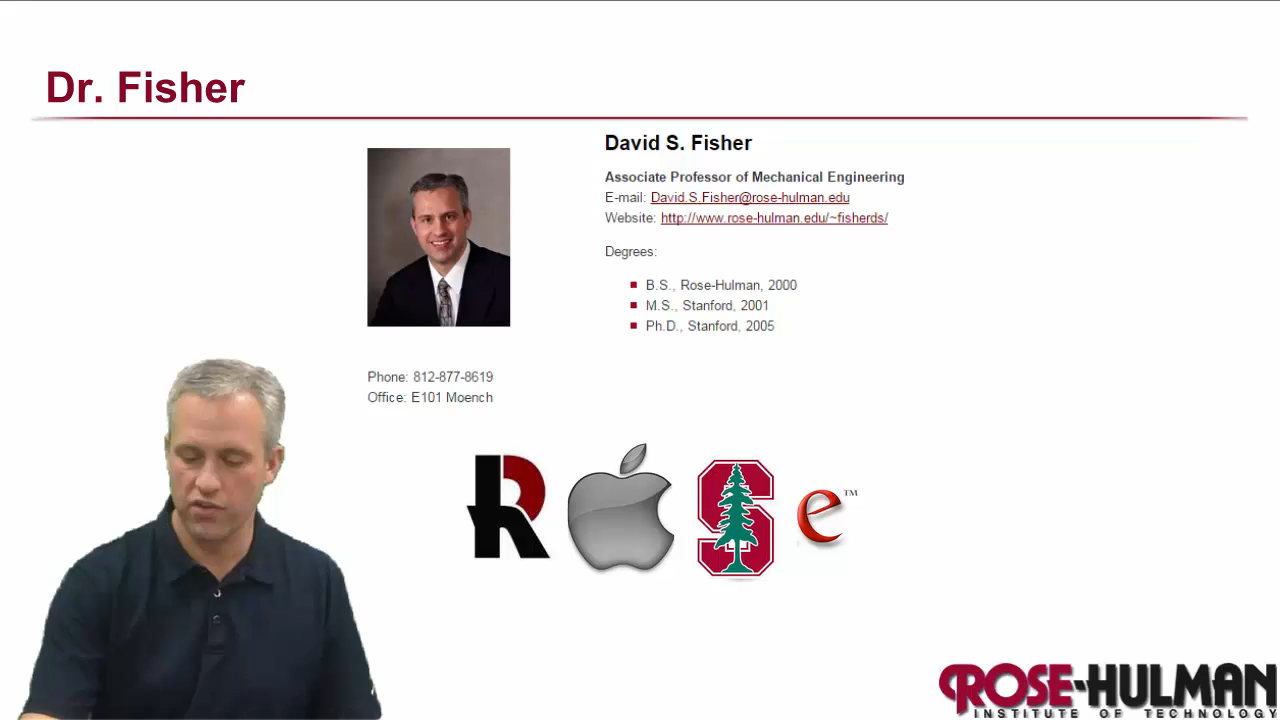 Dr. Fisher
David S. Fisher
Associate Professor of Mechanical Engineering
E-mail: David.S.Fisher@rose-hulman.edu
Website: http://www.rose-hulman.edu/~fisherds/
Degrees:
B.S., Rose-Hulman, 2000
M.S., Stanford, 2001
Ph.D., Stanford, 2005
Phone: 812-877-8619
Office: E101 Moench
R S e™
ROSE-HULMAN
INSTITUTE OF TECHNOLOGY